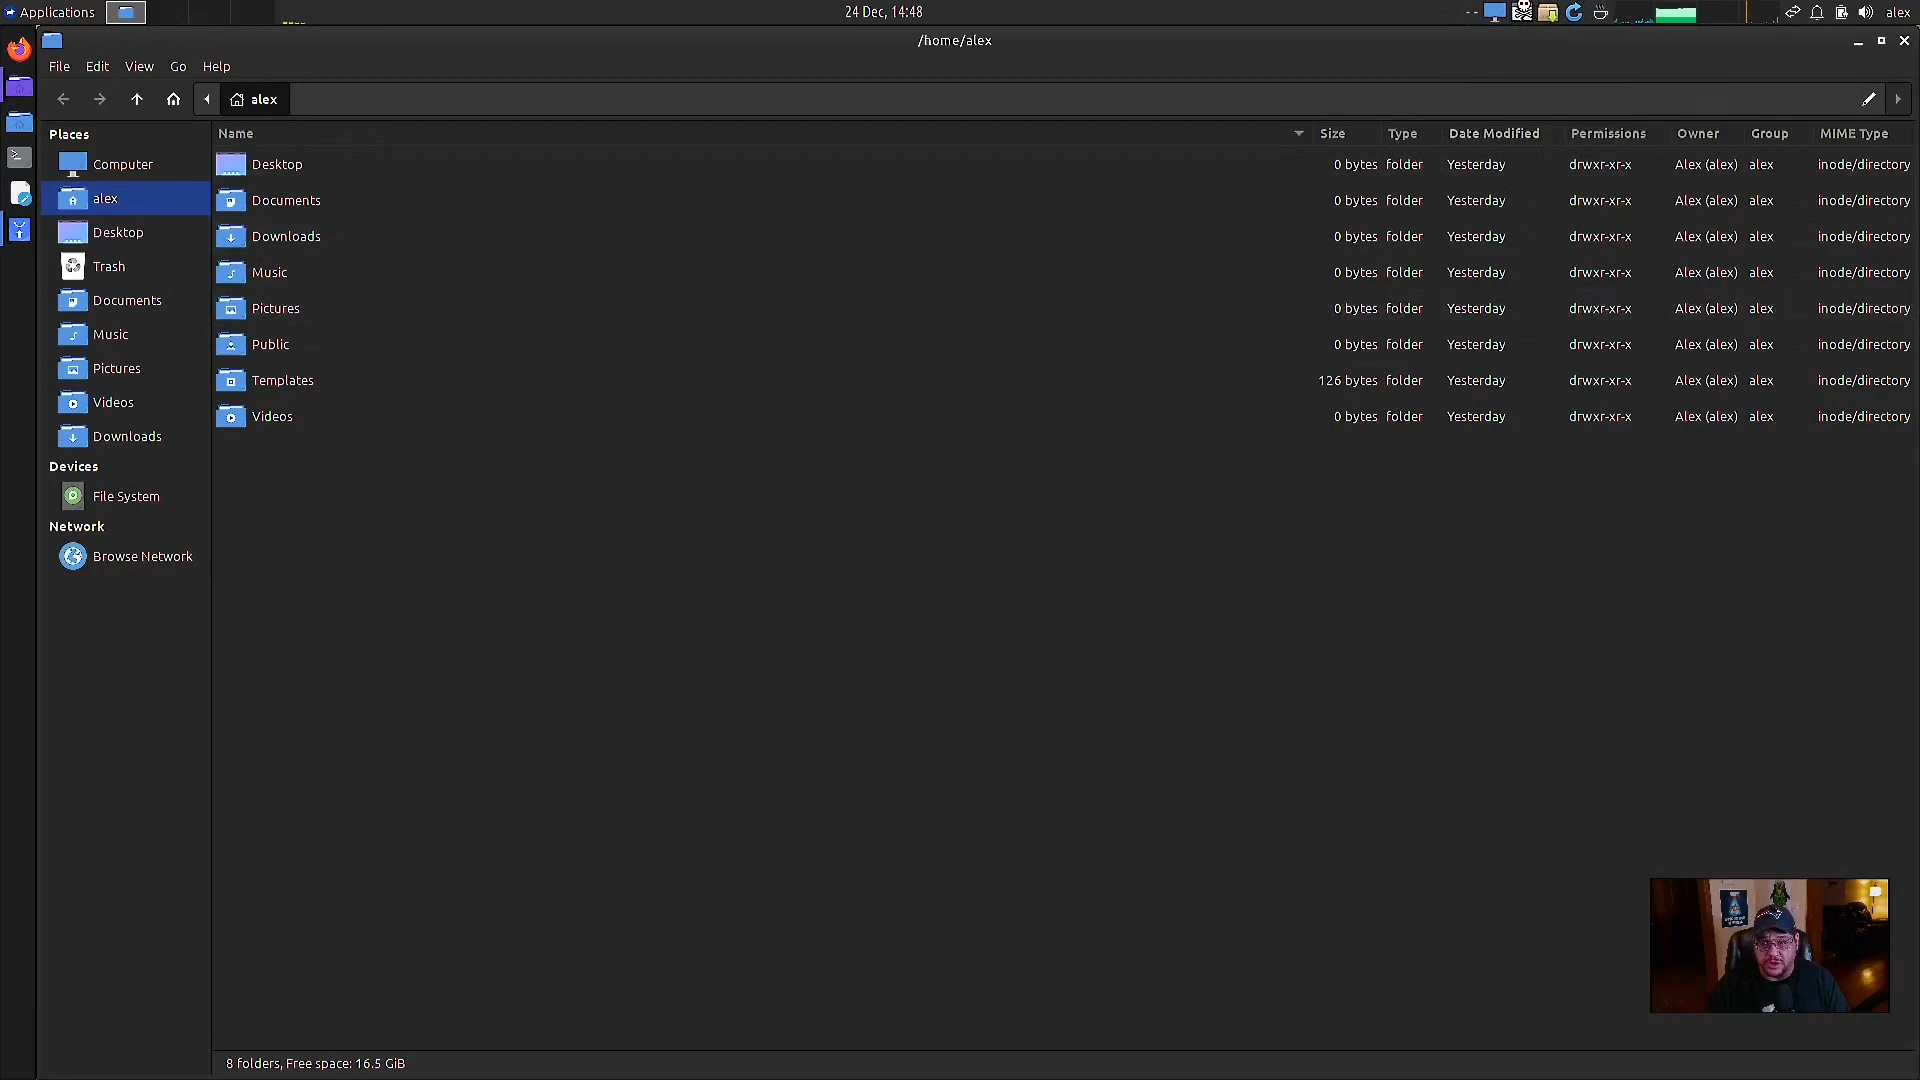 Applications
24 Dec, 14:48
alex
/home/alex
File Edit View Go Help
alex
Places
Computer
alex
Desktop
Trash
Documents
Music
Pictures
Videos
Downloads
Devices
File System
Network
Browse Network
Name Size Type Date Modified Permissions Owner Group MIME Type
Desktop 0 bytes folder Yesterday drwxr-xr-x Alex (alex) alex inode/directory
Documents 0 bytes folder Yesterday drwxr-xr-x Alex (alex) alex inode/directory
Downloads 0 bytes folder Yesterday drwxr-xr-x Alex (alex) alex inode/directory
Music 0 bytes folder Yesterday drwxr-xr-x Alex (alex) alex inode/directory
Pictures 0 bytes folder Yesterday drwxr-xr-x Alex (alex) alex inode/directory
Public 0 bytes folder Yesterday drwxr-xr-x Alex (alex) alex inode/directory
Templates 126 bytes folder Yesterday drwxr-xr-x Alex (alex) alex inode/directory
Videos 0 bytes folder Yesterday drwxr-xr-x Alex (alex) alex inode/directory
8 folders, Free space: 16.5 GiB